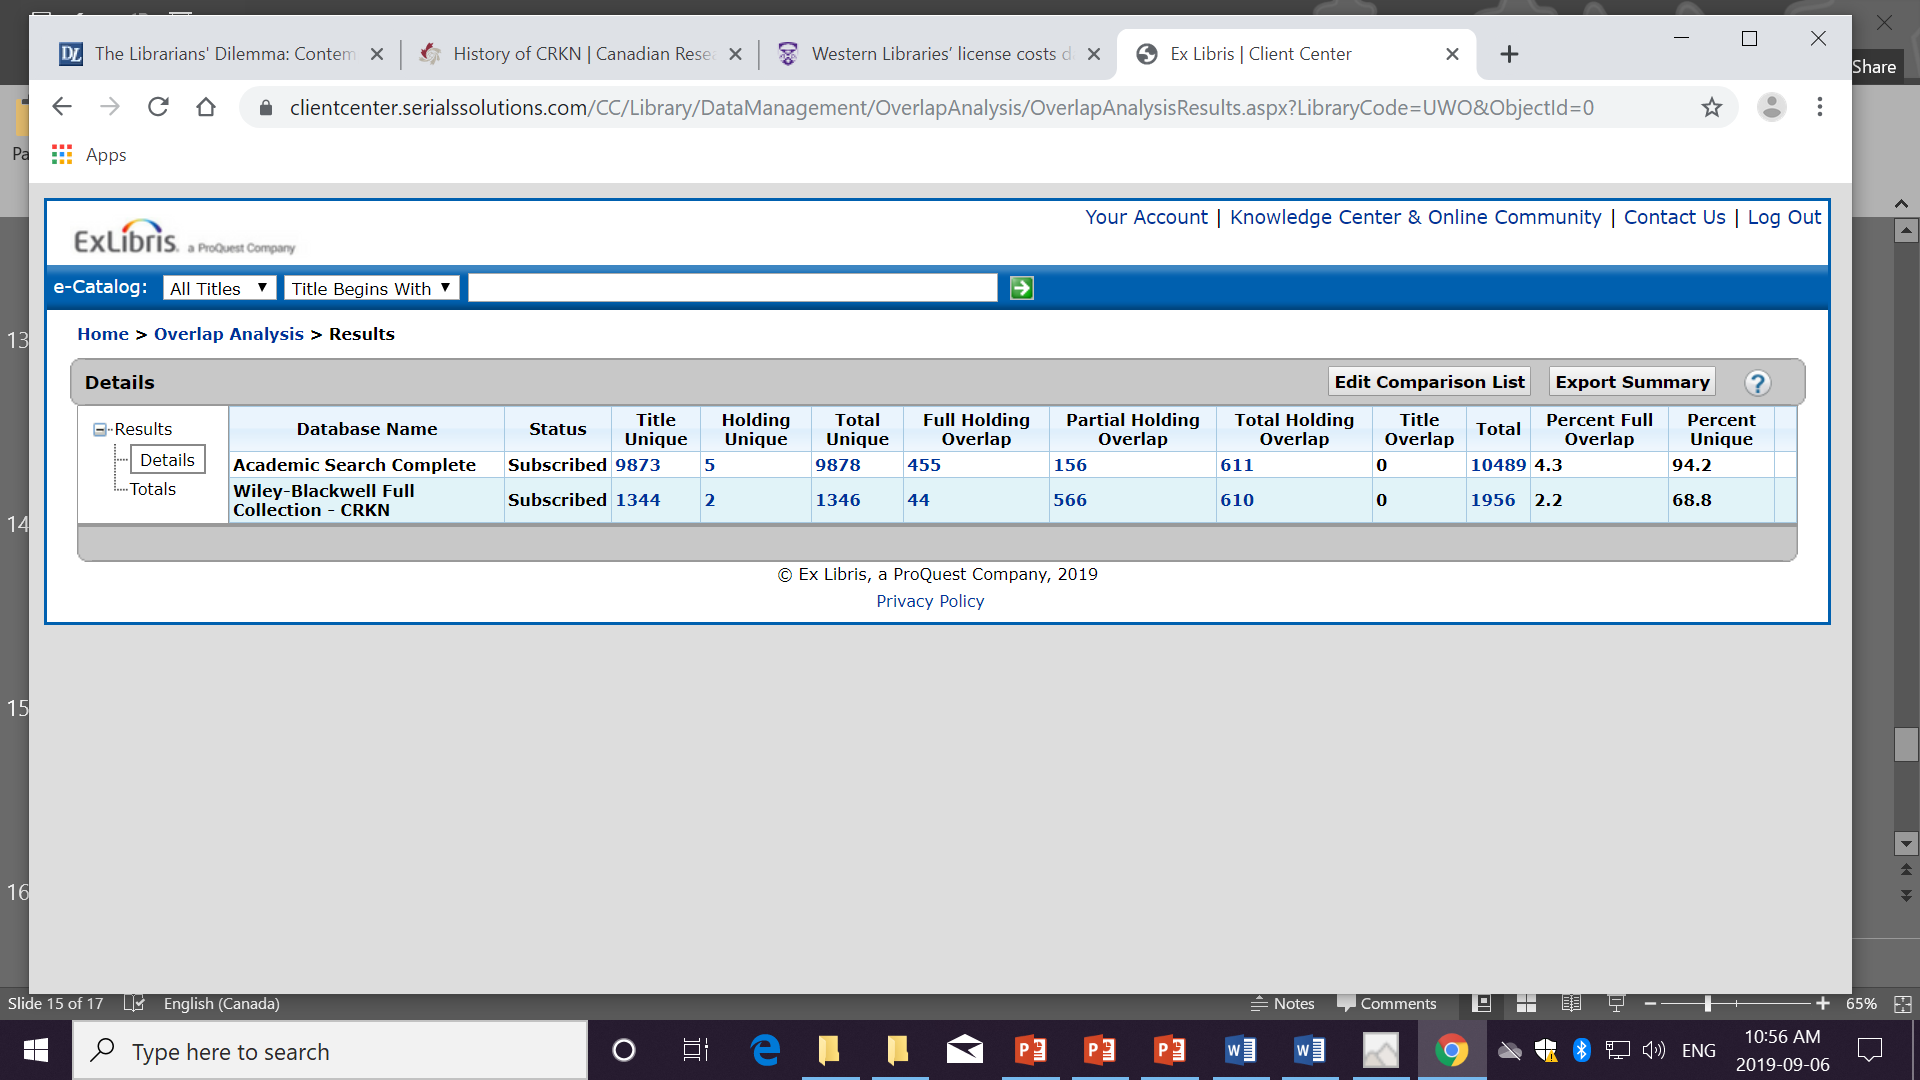 Share
The Librarians' Dilemma: Contem
History of CRKN | Canadian Resea
Western Libraries' license costs d
Ex Libris | Client Center
clientcenter.serialssolutions.com/CC/Library/DataManagement/OverlapAnalysis/OverlapAnalysisResults.aspx?LibraryCode=UWO&ObjectId=0
Pa
Apps
Your Account | Knowledge Center & Online Community | Contact Us | Log Out
ExLibris. a ProQuest Company
e-Catalog: All Titles Title Begins With
13
Home > Overlap Analysis > Results
Details Edit Comparison List Export Summary ?
Results
Details
Totals
Database Name Status Title Unique Holding Unique Total Unique Full Holding Overlap Partial Holding Overlap Total Holding Overlap Title Overlap Total Percent Full Overlap Percent Unique
Academic Search Complete Subscribed 9873 5 9878 455 156 611 0 10489 4.3 94.2
Wiley-Blackwell Full Collection - CRKN Subscribed 1344 2 1346 44 566 610 0 1956 2.2 68.8
14
© Ex Libris, a ProQuest Company, 2019
Privacy Policy
15
16
Slide 15 of 17 English (Canada) Notes Comments 65%
Type here to search
ENG
10:56 AM
2019-09-06